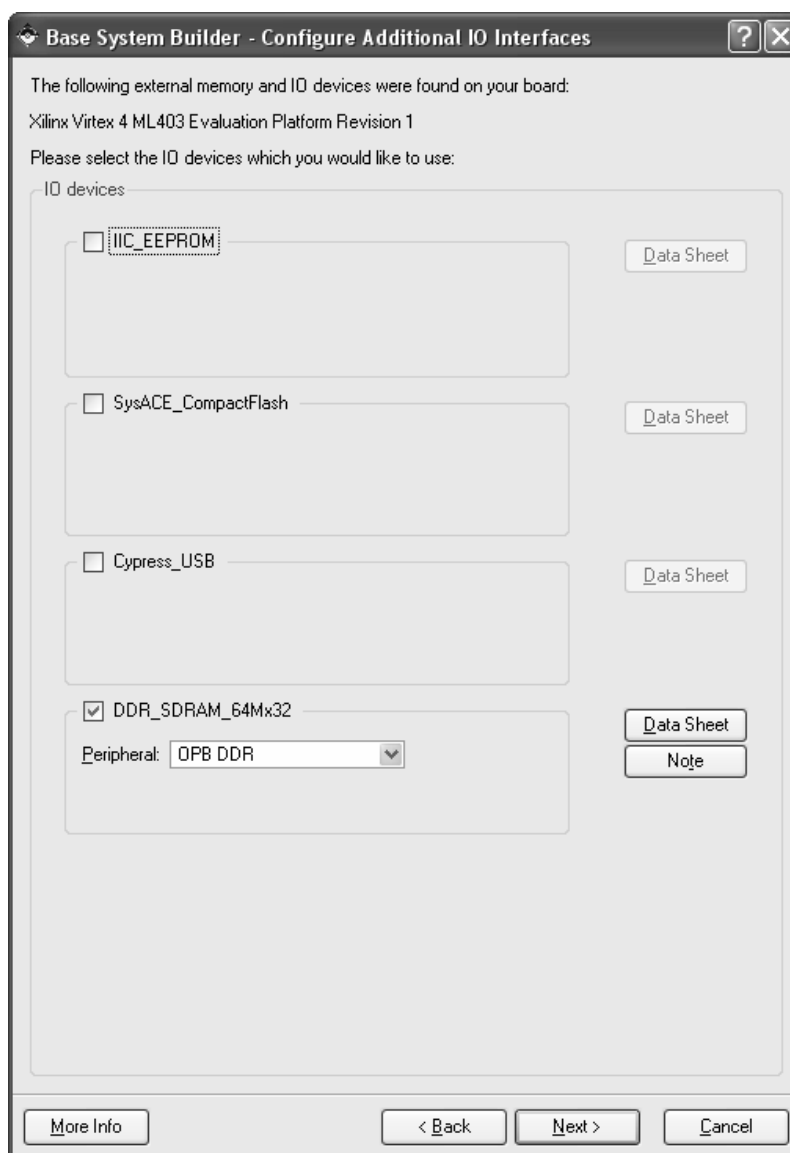 Base System Builder - Configure Additional IO Interfaces
The following external memory and IO devices were found on your board:
Xilinx Virtex 4 ML403 Evaluation Platform Revision 1
Please select the IO devices which you would like to use:
IO devices
IIC_EEPROM
Data Sheet
SysACE_CompactFlash
Data Sheet
Cypress_USB
Data Sheet
DDR_SDRAM_64Mx32
Data Sheet
Peripheral: OPB DDR
Note
More Info < Back Next > Cancel